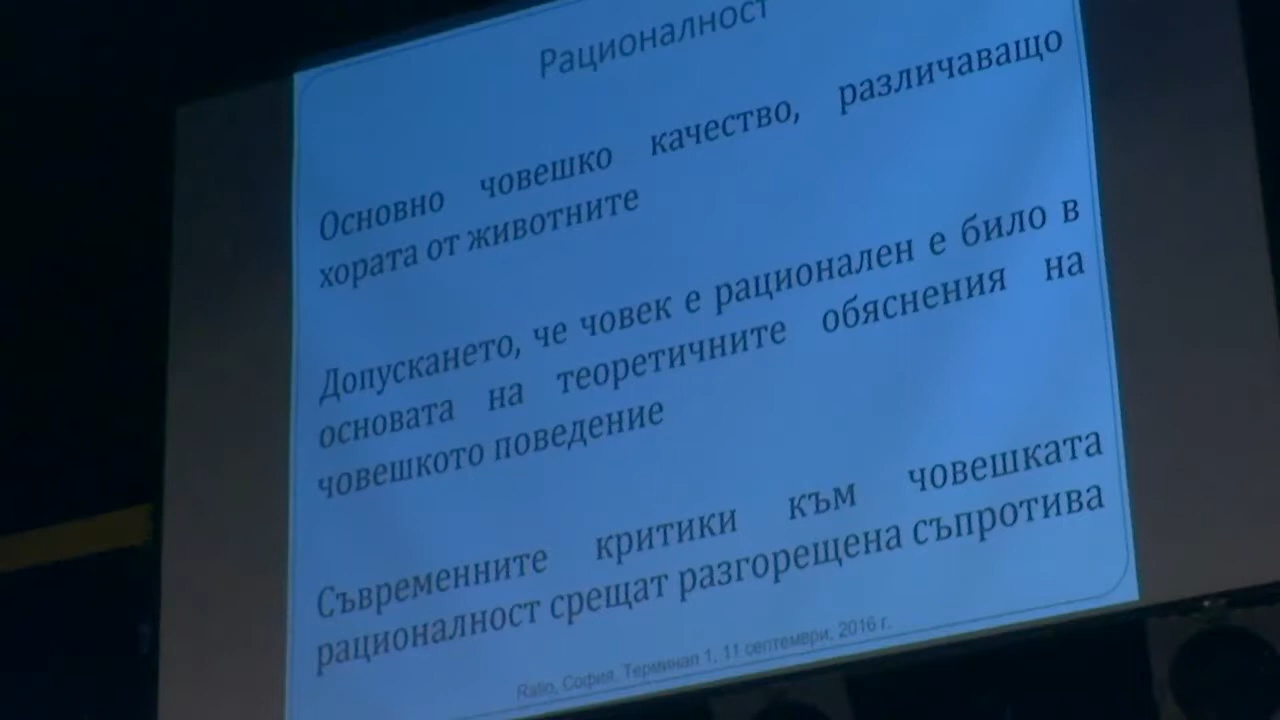 Рационалност
Основно човешко качество, различаващо
хората от животните
Допускането, че човек е рационален е било в
основата на теоретичните обяснения на
човешкото поведение
Съвременните критики към човешката
рационалност срещат разгорещена съпротива
Ratio, София, Терминал 1, 11 септември, 2016 г.